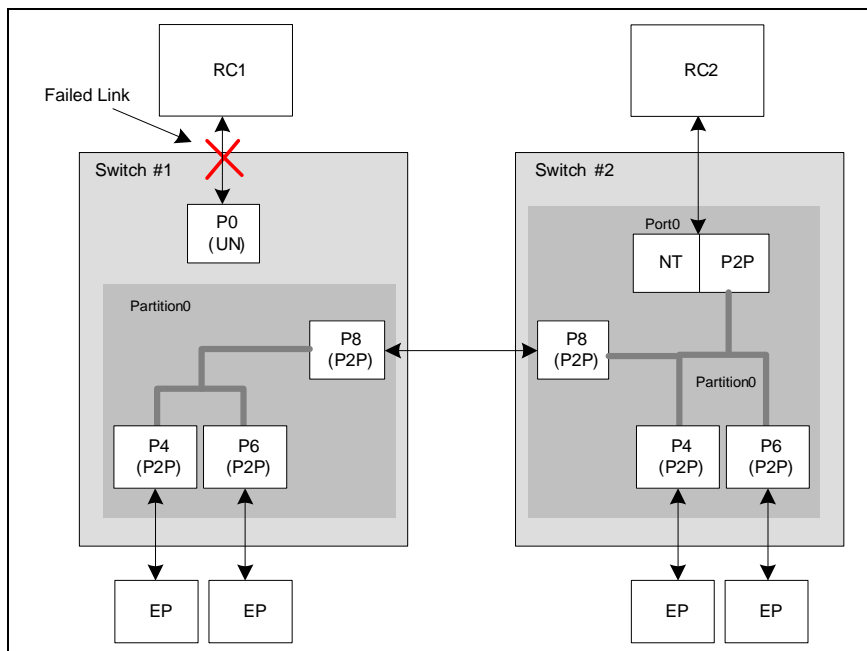 RC1
RC2
Failed Link
Switch #1
Switch #2
P0
(UN)
Port0
NT
P2P
Partition0
P8
(P2P)
P8
(P2P)
Partition0
P4
(P2P)
P6
(P2P)
P4
(P2P)
P6
(P2P)
EP
EP
EP
EP